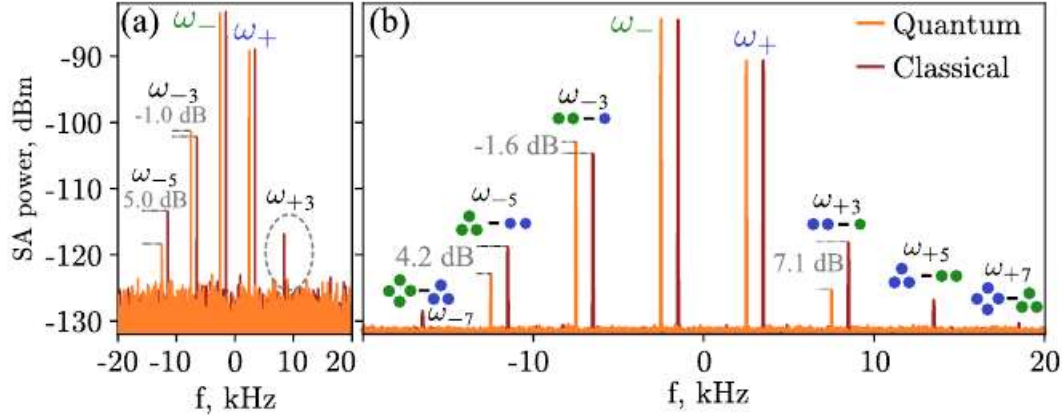 (a)
ω₋
ω₊
ω₋₃
-1.0 dB
ω₋₅
5.0 dB
ω₊₃
SA power, dBm
-90
-100
-110
-120
-130
-20 -10 0 10 20
f, kHz
(b)
ω₋
ω₊
Quantum
Classical
ω₋₃
-1.6 dB
ω₋₅
4.2 dB
ω₋₇
ω₊₃
7.1 dB
ω₊₅
ω₊₇
-10 0 10 20
f, kHz